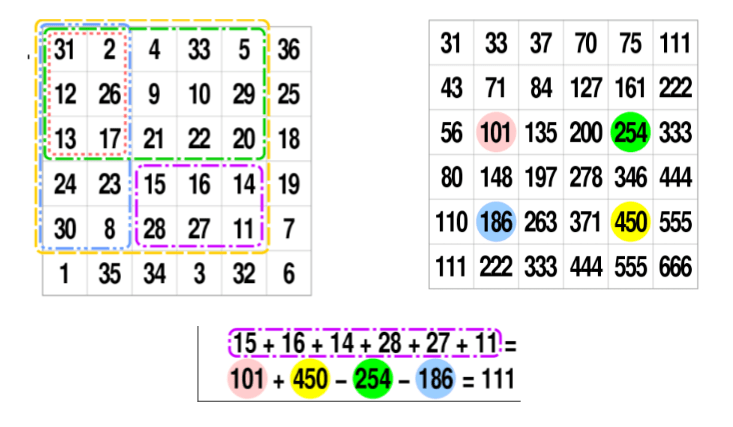 31 2 4 33 5 36
12 26 9 10 29 25
13 17 21 22 20 18
24 23 15 16 14 19
30 8 28 27 11 7
1 35 34 3 32 6
31 33 37 70 75 111
43 71 84 127 161 222
56 101 135 200 254 333
80 148 197 278 346 444
110 186 263 371 450 555
111 222 333 444 555 666
15 + 16 + 14 + 28 + 27 + 11 =
101 + 450 – 254 – 186 = 111